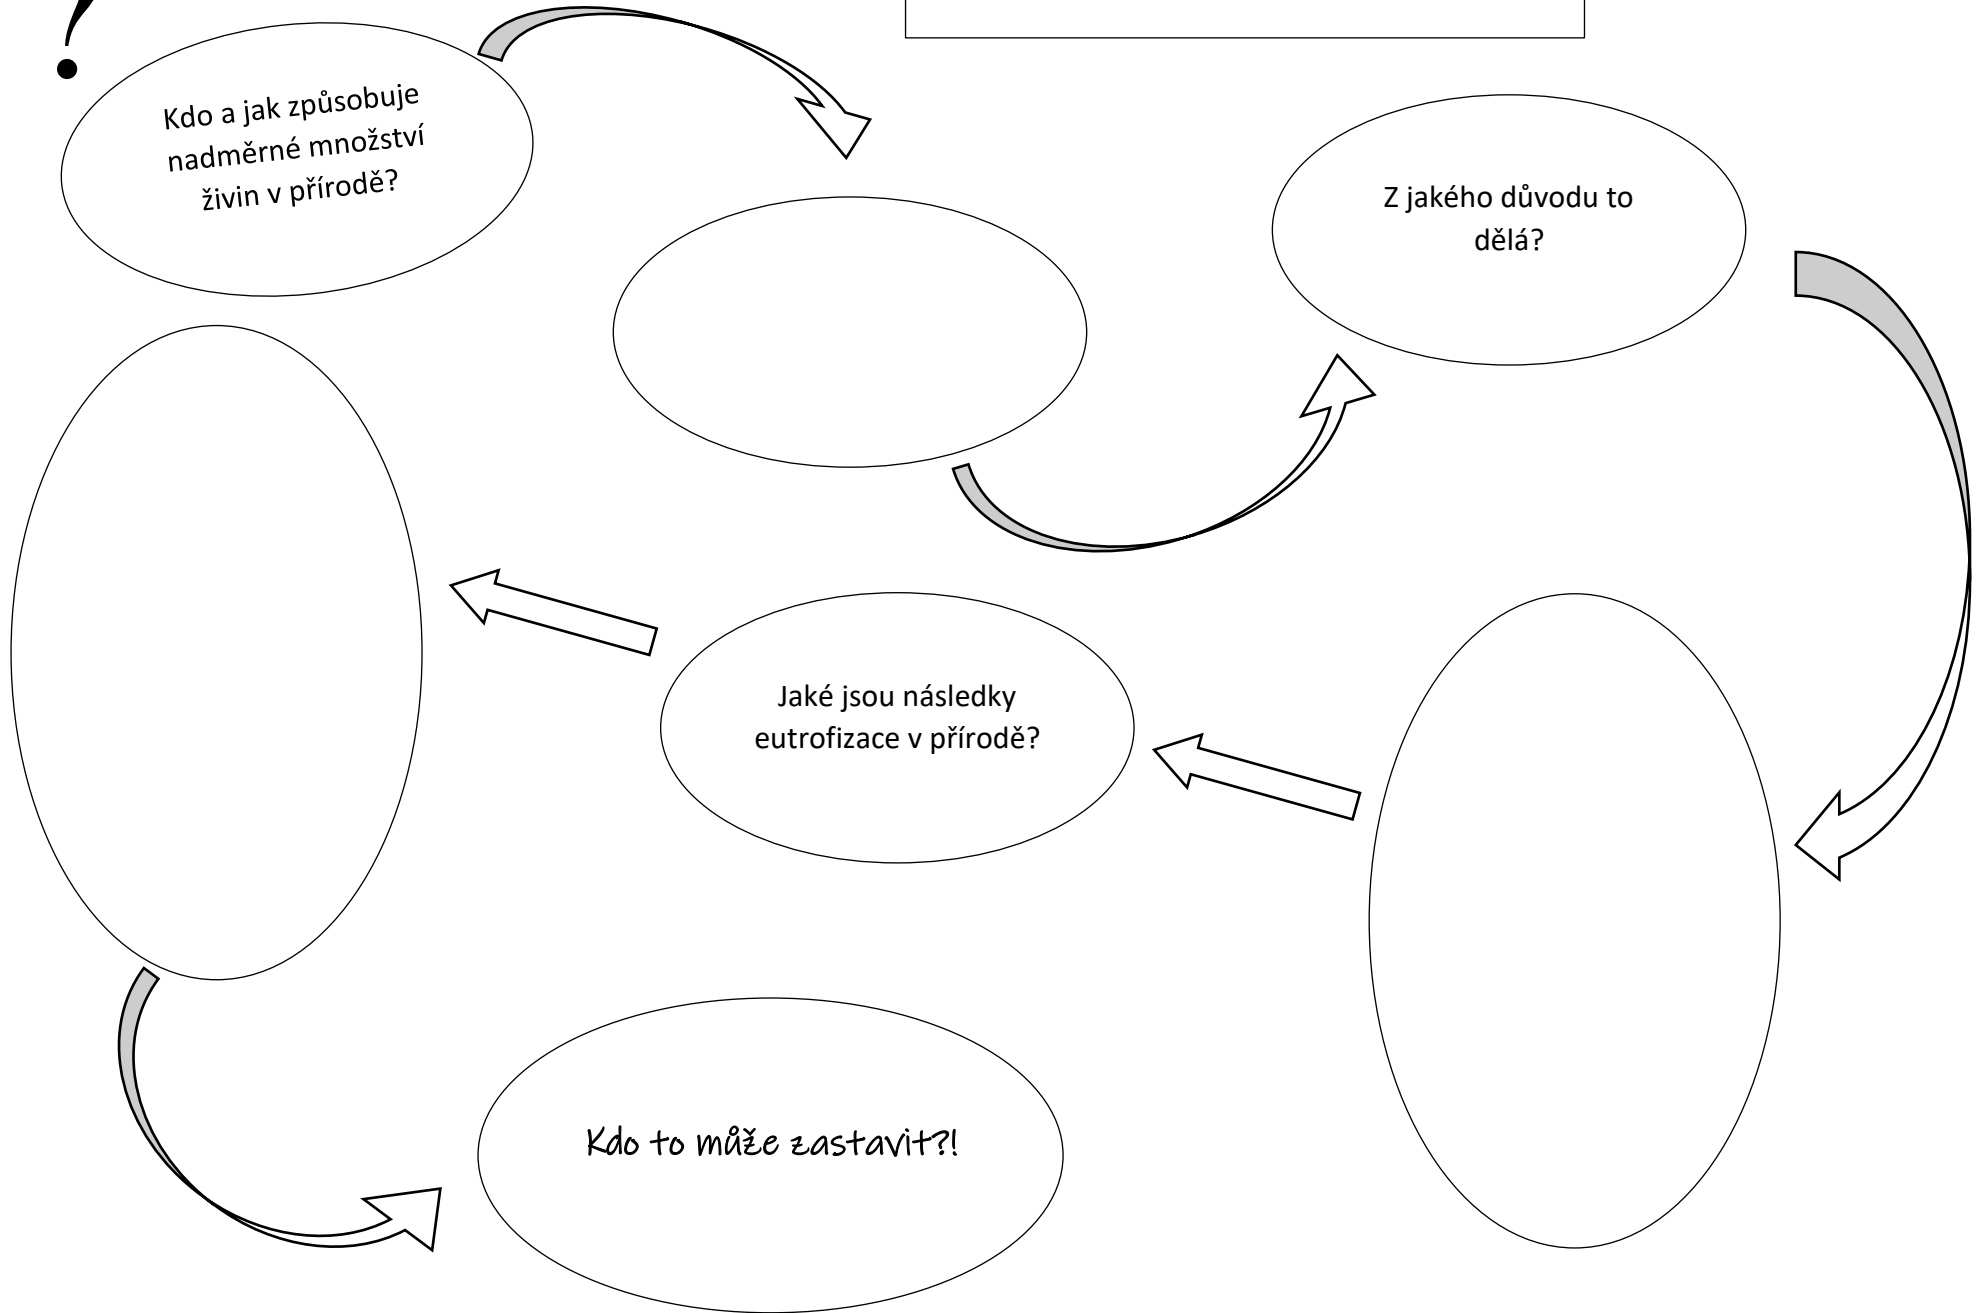 ?
Kdo a jak způsobuje
nadměrné množství
živin v přírodě?
Z jakého důvodu to
dělá?
Jaké jsou následky
eutrofizace v přírodě?
Kdo to může zastavit?!